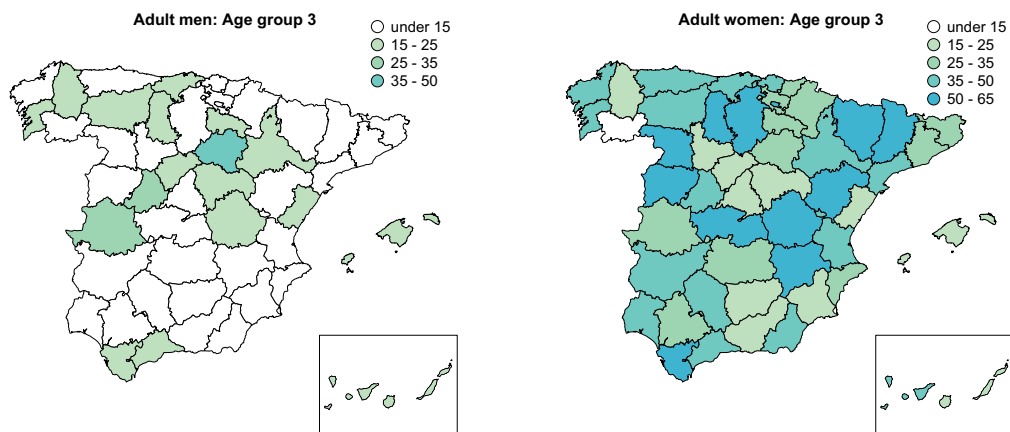 Adult men: Age group 3
under 15
15 - 25
25 - 35
35 - 50
Adult women: Age group 3
under 15
15 - 25
25 - 35
35 - 50
50 - 65